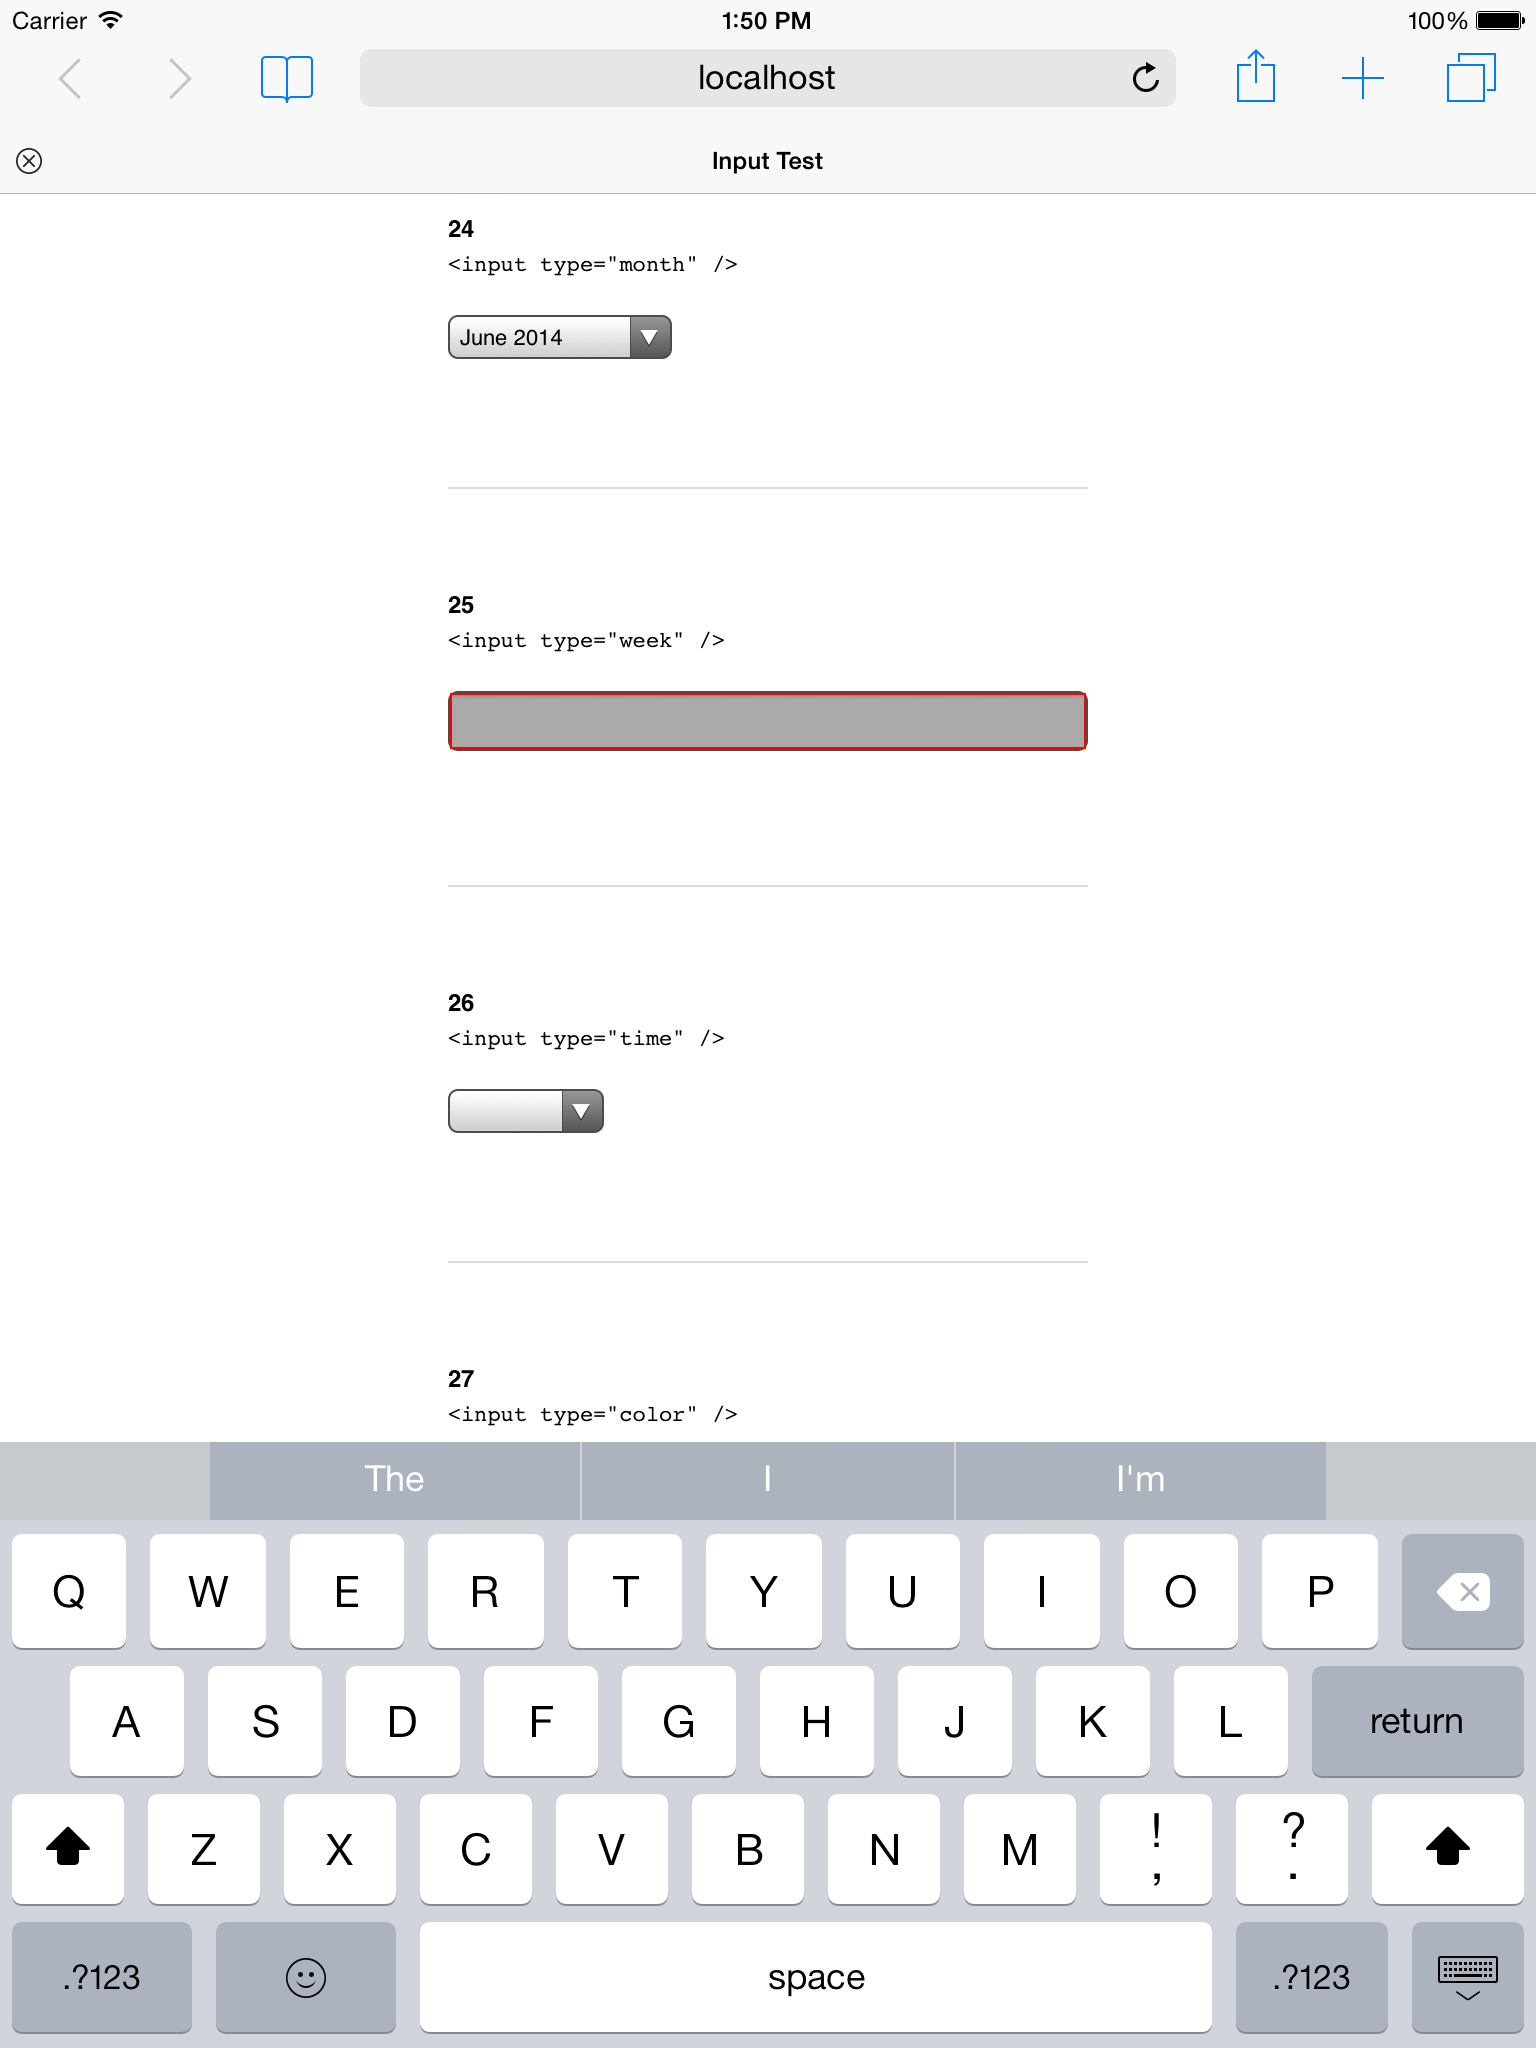 Carrier 1:50 PM 100%
localhost
Input Test
24
<input type="month" />
June 2014
25
<input type="week" />
26
<input type="time" />
27
<input type="color" />
The I I'm
Q W E R T Y U I O P
A S D F G H J K L return
Z X C V B N M ! , ? .
.?123 space .?123